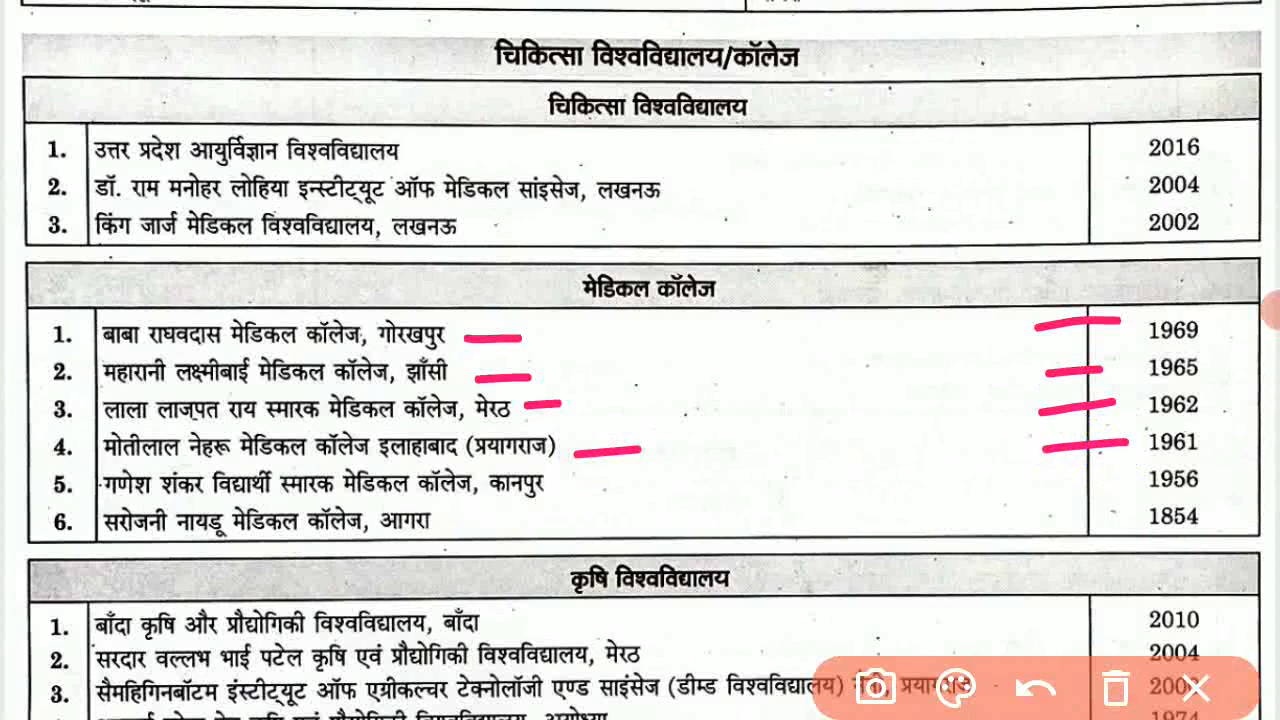 चिकित्सा विश्वविद्यालय/कॉलेज
चिकित्सा विश्वविद्यालय
1. उत्तर प्रदेश आयुर्विज्ञान विश्वविद्यालय 2016
2. डॉ. राम मनोहर लोहिया इन्स्टीट्यूट ऑफ मेडिकल सांइसेज, लखनऊ 2004
3. किंग जार्ज मेडिकल विश्वविद्यालय, लखनऊ 2002
मेडिकल कॉलेज
1. बाबा राघवदास मेडिकल कॉलेज, गोरखपुर 1969
2. महारानी लक्ष्मीबाई मेडिकल कॉलेज, झाँसी 1965
3. लाला लाजपत राय स्मारक मेडिकल कॉलेज, मेरठ 1962
4. मोतीलाल नेहरू मेडिकल कॉलेज इलाहाबाद (प्रयागराज) 1961
5. गणेश शंकर विद्यार्थी स्मारक मेडिकल कॉलेज, कानपुर 1956
6. सरोजनी नायडू मेडिकल कॉलेज, आगरा 1854
कृषि विश्वविद्यालय
1. बाँदा कृषि और प्रौद्योगिकी विश्वविद्यालय, बाँदा 2010
2. सरदार वल्लभ भाई पटेल कृषि एवं प्रौद्योगिकी विश्वविद्यालय, मेरठ 2004
3. सैमहिगिनबॉटम इंस्टीट्यूट ऑफ एग्रीकल्चर टेक्नोलॉजी एण्ड साइंसेज (डीम्ड विश्वविद्यालय)